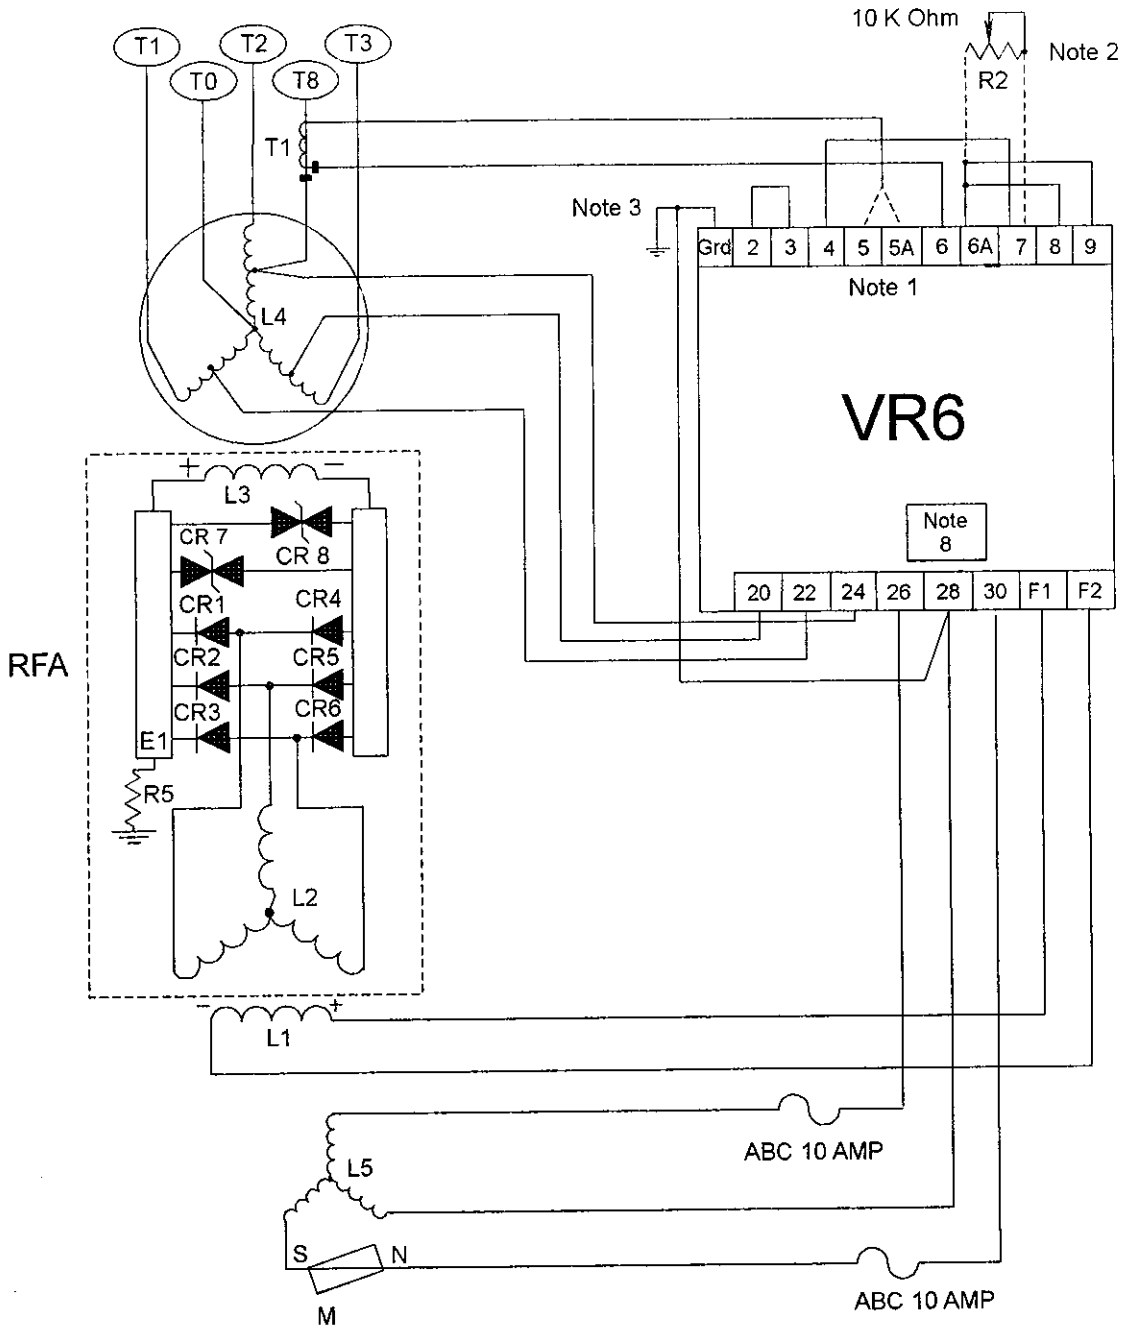 10 K Ohm
T1
T2
T3
T0
T8
R2
Note 2
T1
Note 3
Grd 2 3 4 5 5A 6 6A 7 8 9
Note 1
L4
VR6
+
−
L3
Note
8
CR 7
CR 8
20 22 24 26 28 30 F1 F2
CR1
CR4
CR2
CR5
RFA
CR3
CR6
E1
R5
L2
−
+
L1
ABC 10 AMP
L5
S
N
M
ABC 10 AMP